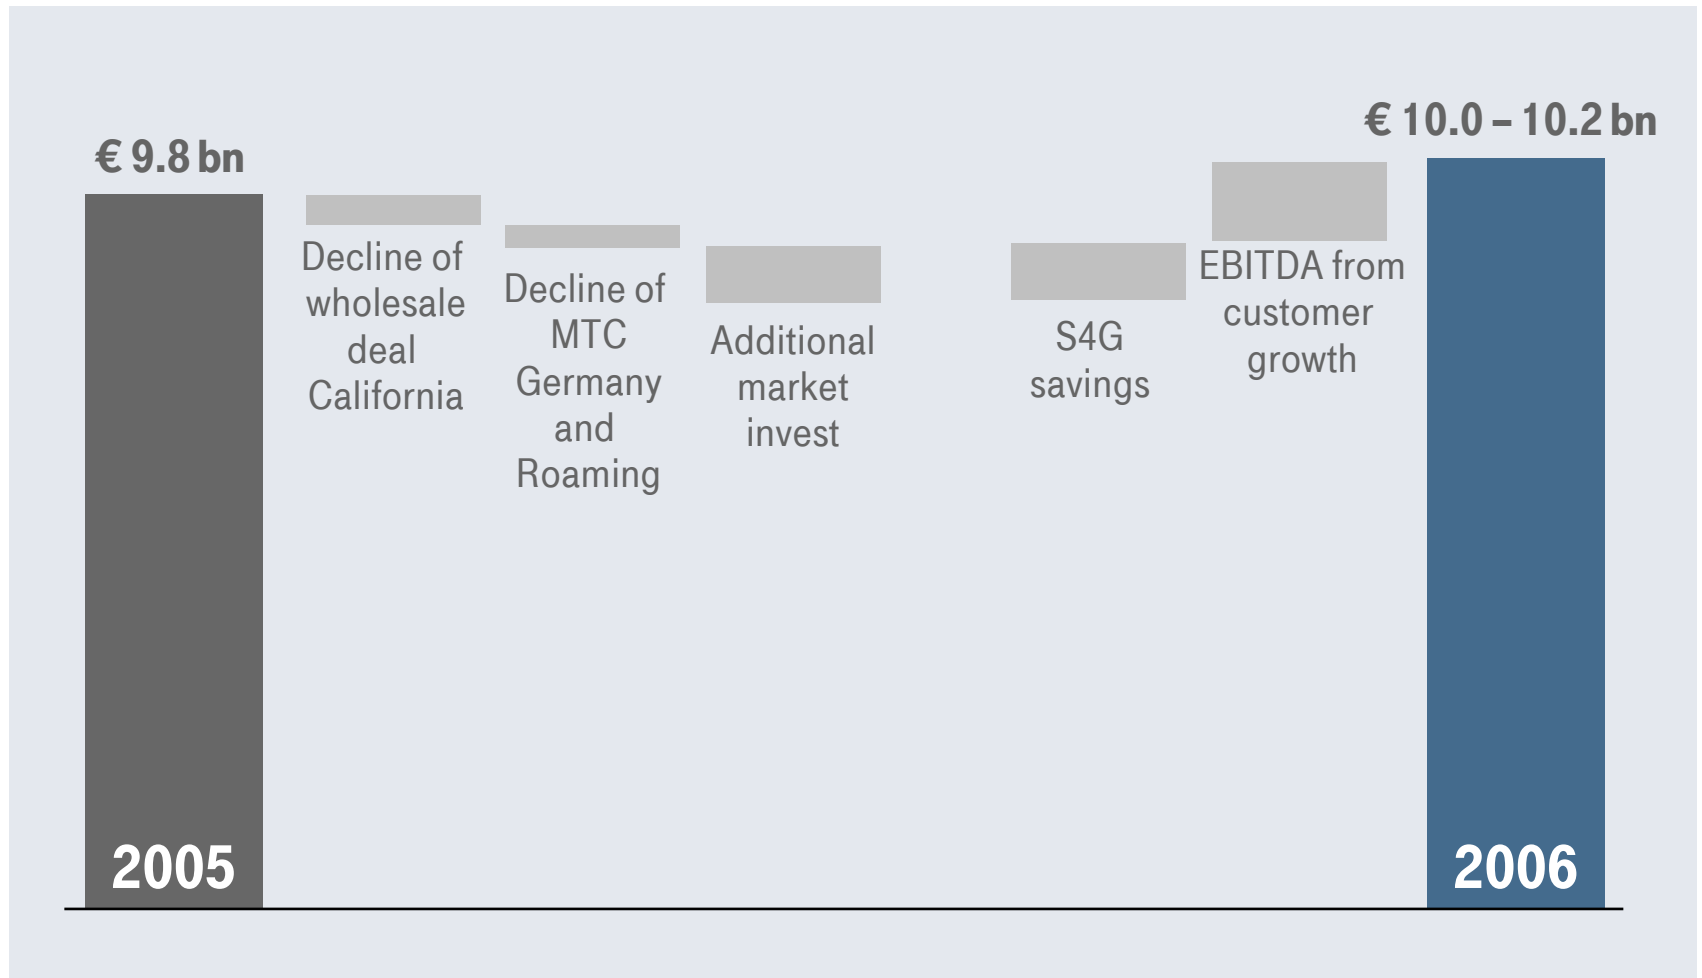 € 9.8 bn
€ 10.0 – 10.2 bn
Decline of
wholesale
deal
California
Decline of
MTC
Germany
and
Roaming
Additional
market
invest
S4G
savings
EBITDA from
customer
growth
2005
2006